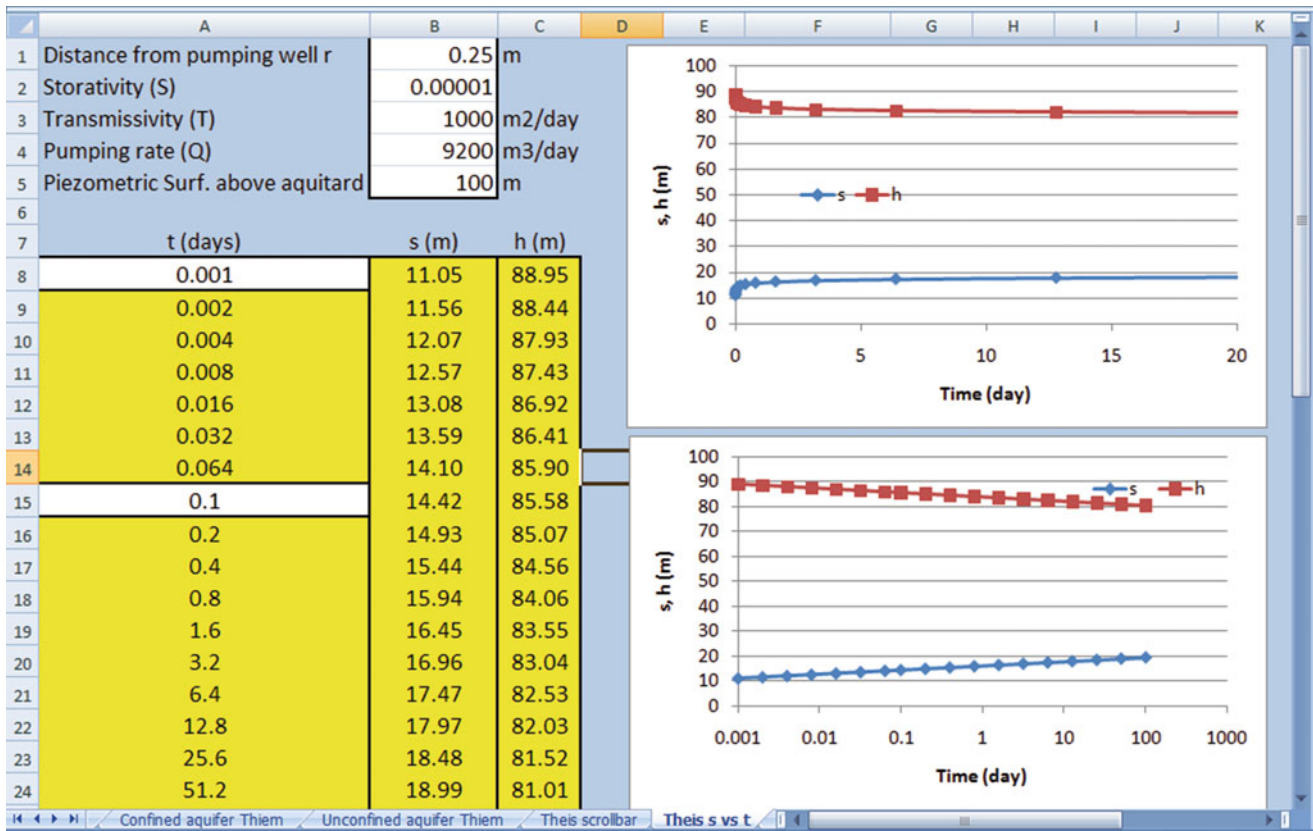 A B C D E F G H I J K
1 Distance from pumping well r 0.25 m
2 Storativity (S) 0.00001
3 Transmissivity (T) 1000 m2/day
4 Pumping rate (Q) 9200 m3/day
5 Piezometric Surf. above aquitard 100 m
6
7 t (days) s (m) h (m)
8 0.001 11.05 88.95
9 0.002 11.56 88.44
10 0.004 12.07 87.93
11 0.008 12.57 87.43
12 0.016 13.08 86.92
13 0.032 13.59 86.41
14 0.064 14.10 85.90
15 0.1 14.42 85.58
16 0.2 14.93 85.07
17 0.4 15.44 84.56
18 0.8 15.94 84.06
19 1.6 16.45 83.55
20 3.2 16.96 83.04
21 6.4 17.47 82.53
22 12.8 17.97 82.03
23 25.6 18.48 81.52
24 51.2 18.99 81.01
100
90
80
70
60
50
40
30
20
10
0
s, h (m)
s h
0 5 10 15 20
Time (day)
100
90
80
70
60
50
40
30
20
10
0
s, h (m)
s h
0.001 0.01 0.1 1 10 100 1000
Time (day)
Confined aquifer Thiem Unconfined aquifer Thiem Theis scrollbar Theis s vs t